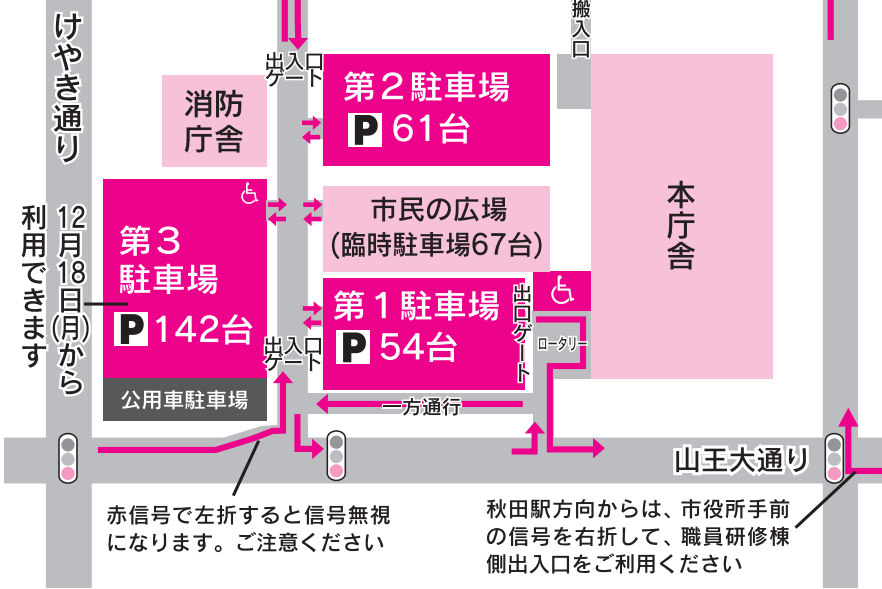 けやき通り
搬入口
出入口
ゲート
消防
庁舎
第2駐車場
P 61台
本庁舎
市民の広場
(臨時駐車場67台)
第3
駐車場
P 142台
12月18日(月)から
利用できます
第1駐車場
P 54台
出口ゲート
ロータリー
出入口
ゲート
公用車駐車場
一方通行
山王大通り
赤信号で左折すると信号無視
になります。ご注意ください
秋田駅方向からは、市役所手前
の信号を右折して、職員研修棟
側出入口をご利用ください